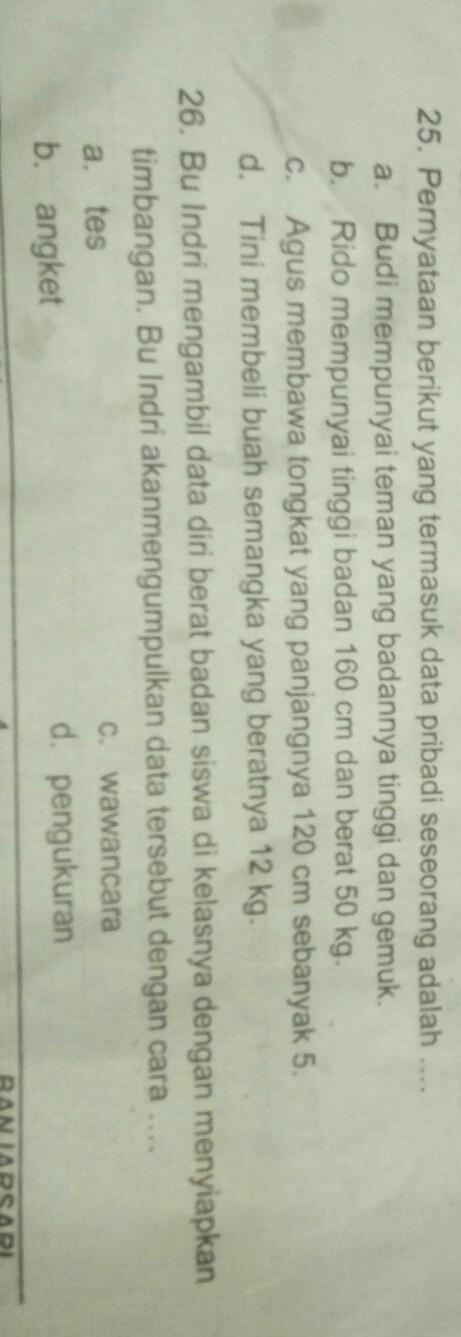 25. Pernyataan berikut yang termasuk data pribadi seseorang adalah ....
a. Budi mempunyai teman yang badannya tinggi dan gemuk.
b. Rido mempunyai tinggi badan 160 cm dan berat 50 kg.
c. Agus membawa tongkat yang panjangnya 120 cm sebanyak 5.
d. Tini membeli buah semangka yang beratnya 12 kg.
26. Bu Indri mengambil data diri berat badan siswa di kelasnya dengan menyiapkan
timbangan. Bu Indri akanmengumpulkan data tersebut dengan cara ....
a. tes c. wawancara
b. angket d. pengukuran
BANJARSARI